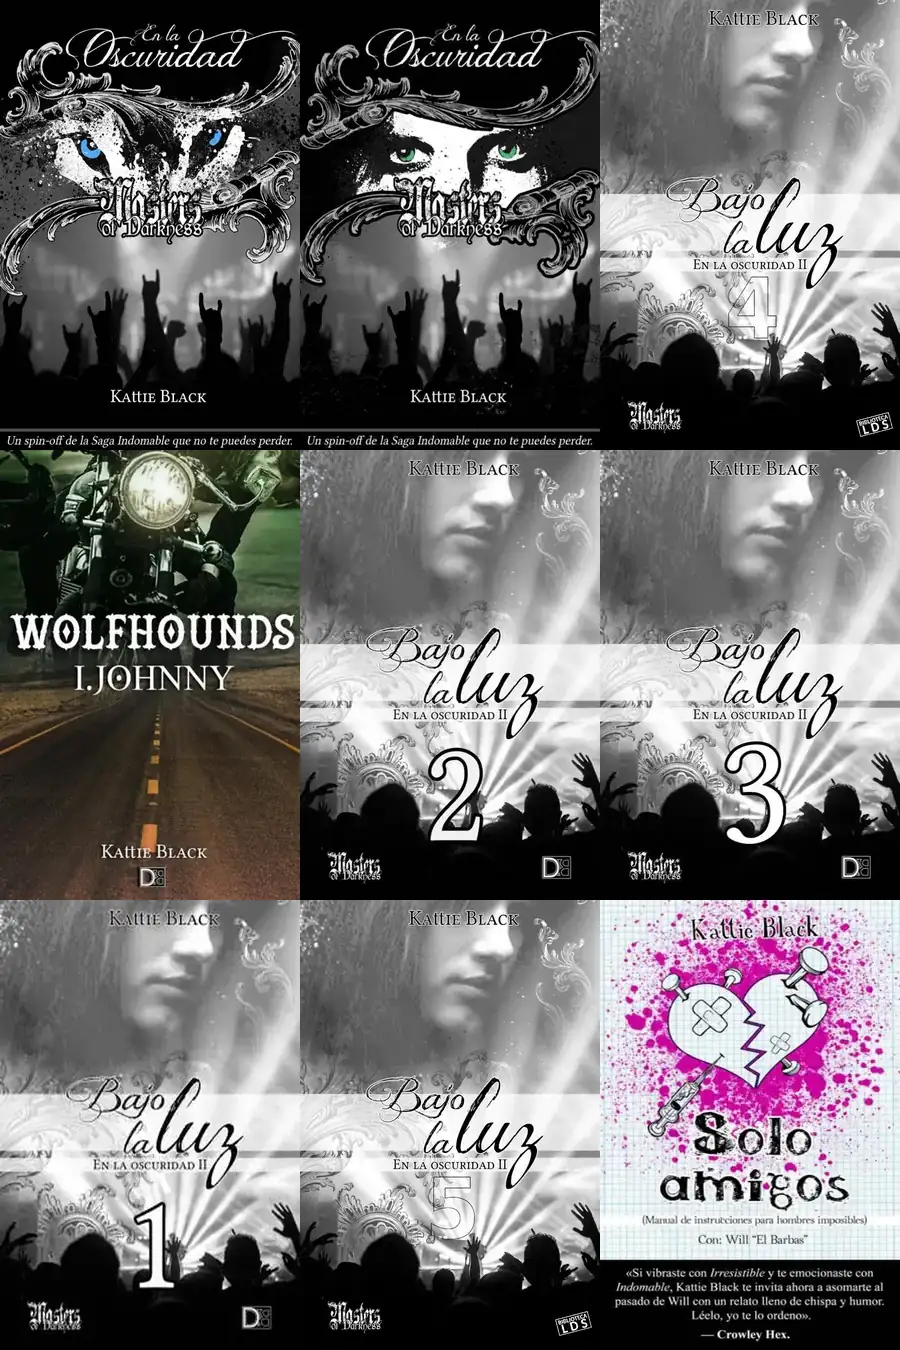 En la
Oscuridad
Masters
of Darkness
Kattie Black
Un spin-off de la Saga Indomable que no te puedes perder.
En la
Oscuridad
Masters
of Darkness
Kattie Black
Un spin-off de la Saga Indomable que no te puedes perder.
Kattie Black
Bajo
la luz
En la oscuridad II
4
Masters
of Darkness
BIBLIOTECA
LDS
WOLFHOUNDS
I.JOHNNY
Kattie Black
D
Kattie Black
Bajo
la luz
En la oscuridad II
2
Masters
of Darkness
D
Kattie Black
Bajo
la luz
En la oscuridad II
3
Masters
of Darkness
D
Kattie Black
Bajo
la luz
En la oscuridad II
1
Masters
of Darkness
D
Kattie Black
Bajo
la luz
En la oscuridad II
5
Masters
of Darkness
BIBLIOTECA
LDS
Kattie Black
Solo
amigos
(Manual de instrucciones para hombres imposibles)
Con: Will “El Barbas”
«Si vibraste con Irresistible y te emocionaste con
Indomable, Kattie Black te invita ahora a asomarte al
pasado de Will con un relato lleno de chispa y humor.
Léelo, yo te lo ordeno».
— Crowley Hex.